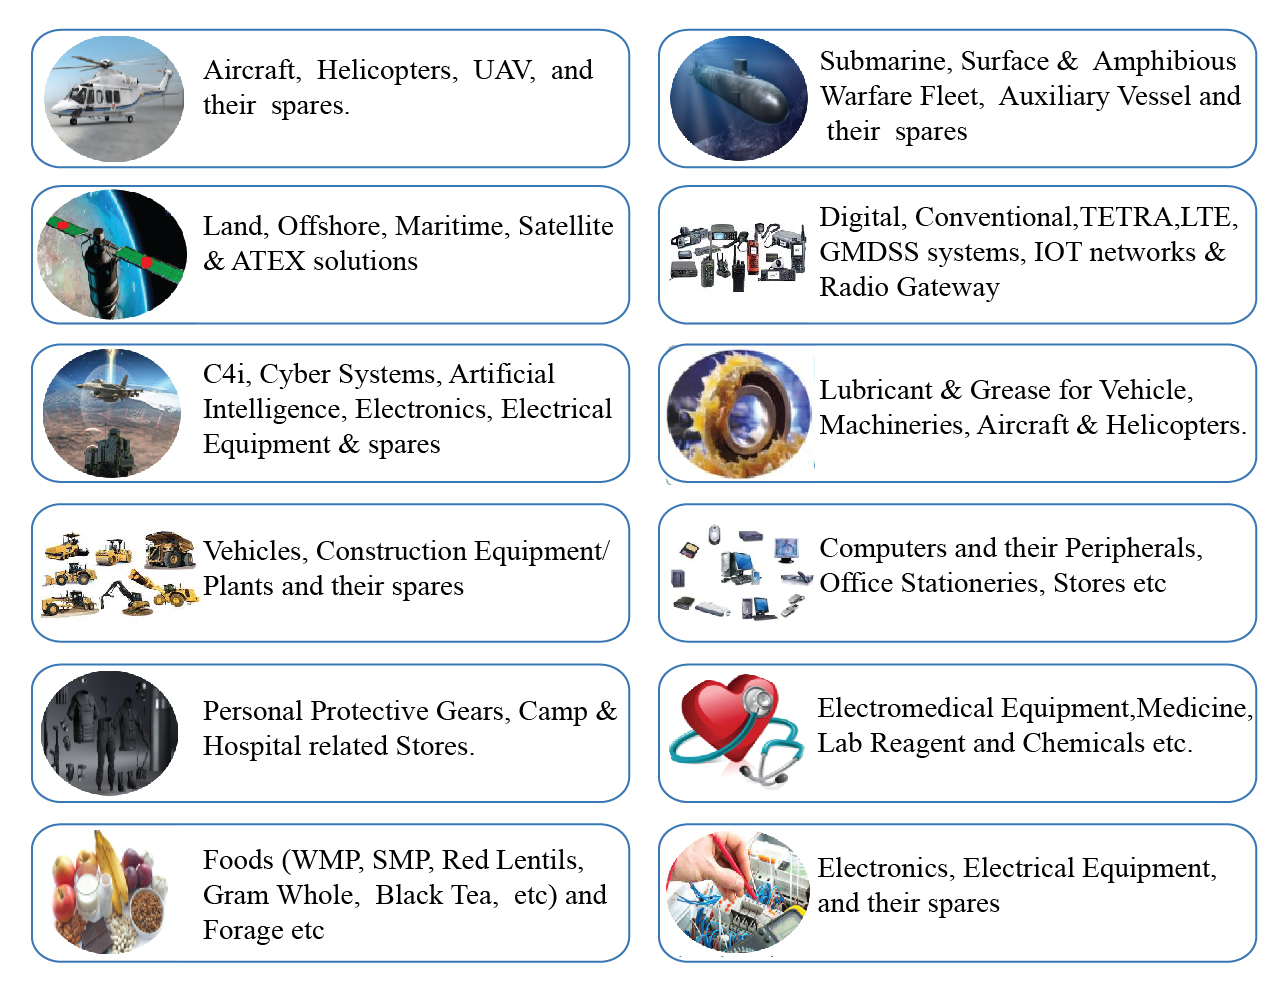 Aircraft, Helicopters, UAV, and
their spares.
Submarine, Surface & Amphibious
Warfare Fleet, Auxiliary Vessel and
their spares
Land, Offshore, Maritime, Satellite
& ATEX solutions
Digital, Conventional,TETRA,LTE,
GMDSS systems, IOT networks &
Radio Gateway
C4i, Cyber Systems, Artificial
Intelligence, Electronics, Electrical
Equipment & spares
Lubricant & Grease for Vehicle,
Machineries, Aircraft & Helicopters.
Vehicles, Construction Equipment/
Plants and their spares
Computers and their Peripherals,
Office Stationeries, Stores etc
Personal Protective Gears, Camp &
Hospital related Stores.
Electromedical Equipment,Medicine,
Lab Reagent and Chemicals etc.
Foods (WMP, SMP, Red Lentils,
Gram Whole, Black Tea, etc) and
Forage etc
Electronics, Electrical Equipment,
and their spares